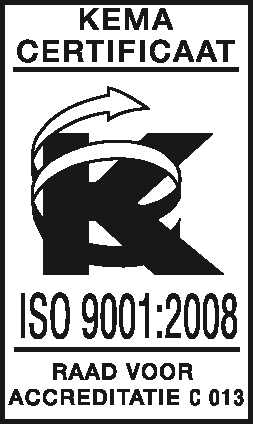 KEMA
CERTIFICAAT
K
ISO 9001:2008
RAAD VOOR
ACCREDITATIE C 013